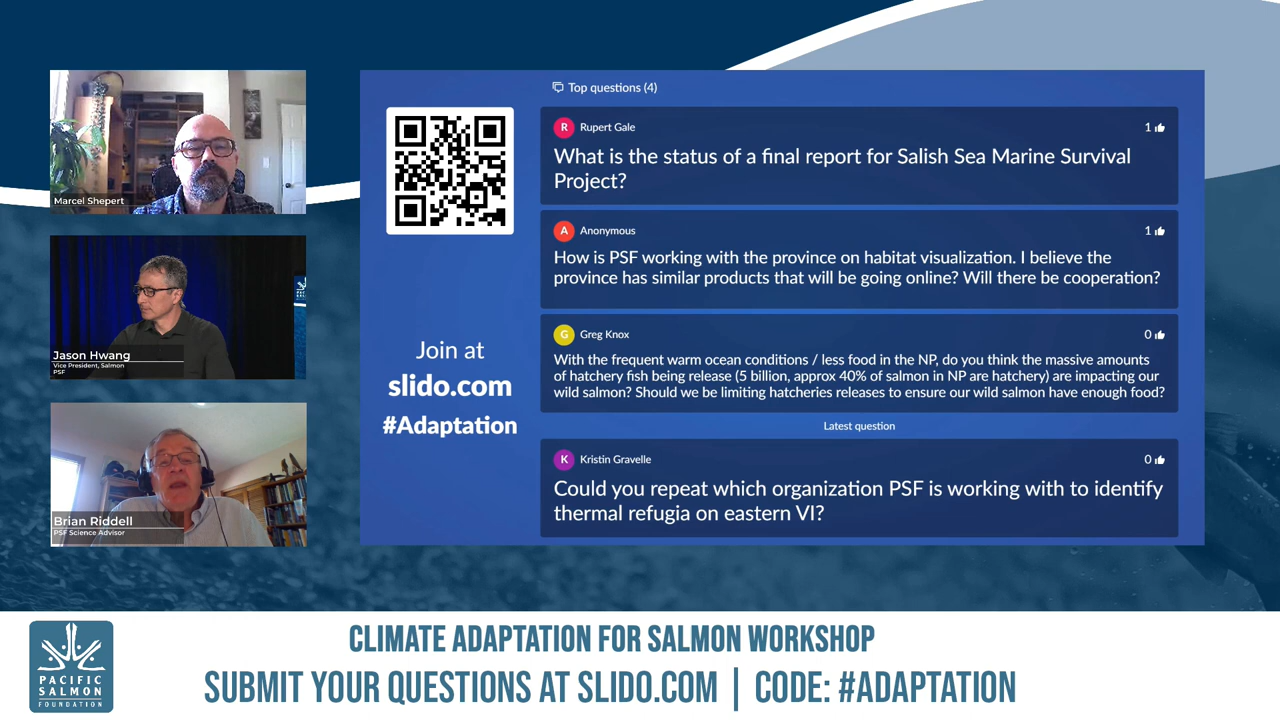 Marcel Shepert
Jason Hwang
Vice President, Salmon
PSF
Brian Riddell
PSF Science Advisor
Join at
slido.com
#Adaptation
Top questions (4)
R Rupert Gale 1
What is the status of a final report for Salish Sea Marine Survival
Project?
A Anonymous 1
How is PSF working with the province on habitat visualization. I believe the
province has similar products that will be going online? Will there be cooperation?
G Greg Knox 0
With the frequent warm ocean conditions / less food in the NP, do you think the massive amounts
of hatchery fish being release (5 billion, approx 40% of salmon in NP are hatchery) are impacting our
wild salmon? Should we be limiting hatcheries releases to ensure our wild salmon have enough food?
Latest question
K Kristin Gravelle 0
Could you repeat which organization PSF is working with to identify
thermal refugia on eastern VI?
PACIFIC
SALMON
FOUNDATION
CLIMATE ADAPTATION FOR SALMON WORKSHOP
SUBMIT YOUR QUESTIONS AT SLIDO.COM | CODE: #ADAPTATION